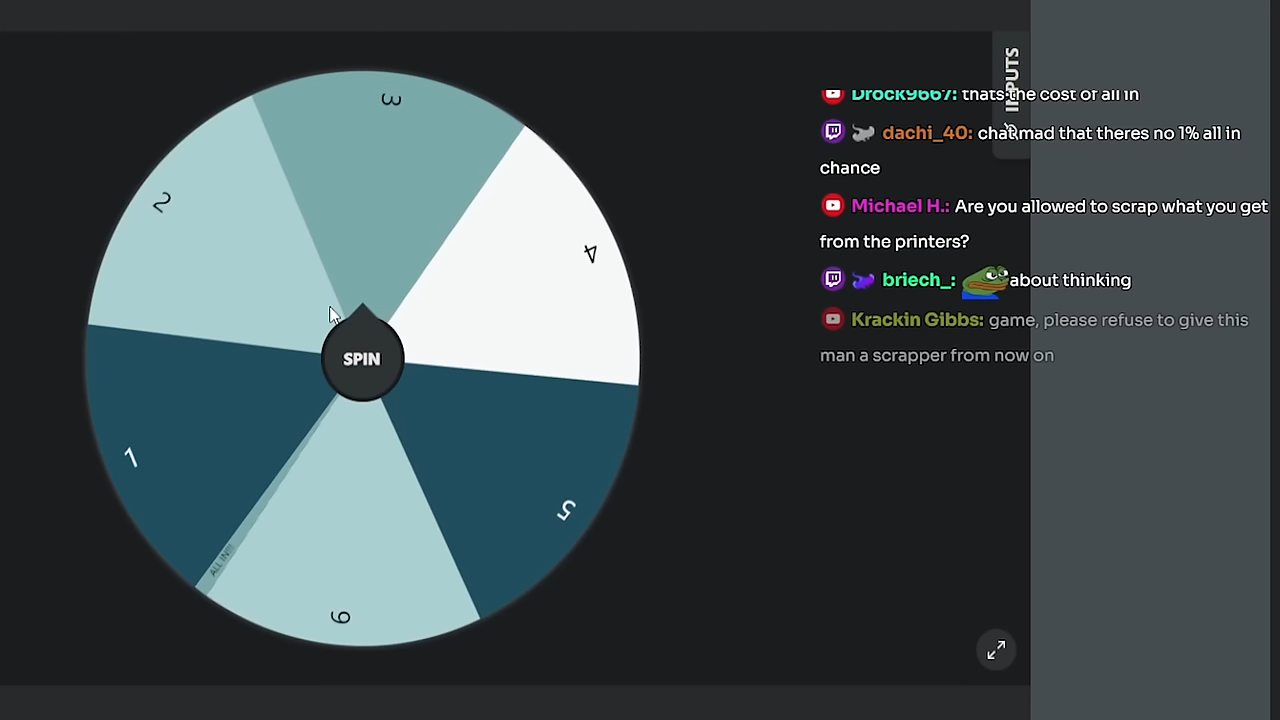 3
2
4
SPIN
1
5
ALL IN
6
INPUTS
Drock9667: thats the cost of all in
dachi_40: chat mad that theres no 1% all in
chance
Michael H.: Are you allowed to scrap what you get
from the printers?
briech_: about thinking
Krackin Gibbs: game, please refuse to give this
man a scrapper from now on